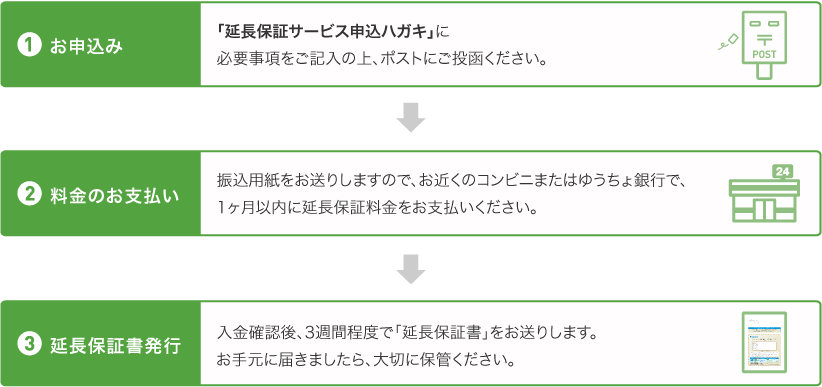 1 お申込み
「延長保証サービス申込ハガキ」に
必要事項をご記入の上、ポストにご投函ください。
〒
POST
2 料金のお支払い
振込用紙をお送りしますので、お近くのコンビニまたはゆうちょ銀行で、
1ヶ月以内に延長保証料金をお支払いください。
24
3 延長保証書発行
入金確認後、3週間程度で「延長保証書」をお送りします。
お手元に届きましたら、大切に保管ください。